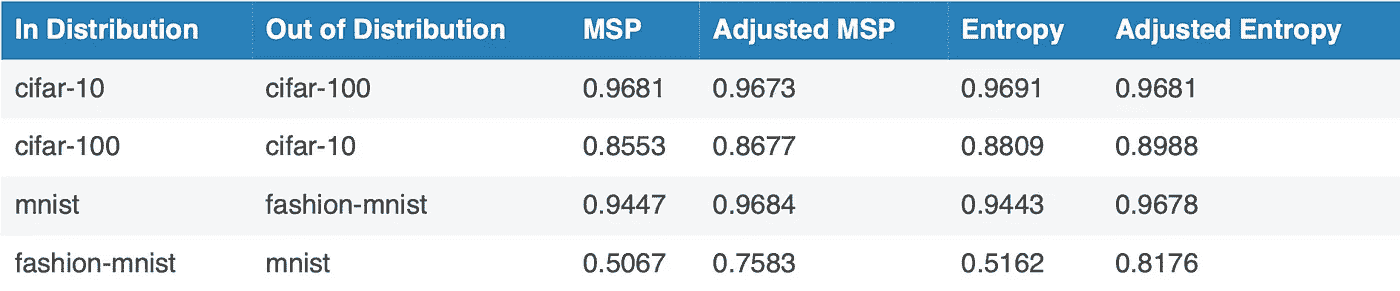 In Distribution Out of Distribution MSP Adjusted MSP Entropy Adjusted Entropy
cifar-10 cifar-100 0.9681 0.9673 0.9691 0.9681
cifar-100 cifar-10 0.8553 0.8677 0.8809 0.8988
mnist fashion-mnist 0.9447 0.9684 0.9443 0.9678
fashion-mnist mnist 0.5067 0.7583 0.5162 0.8176